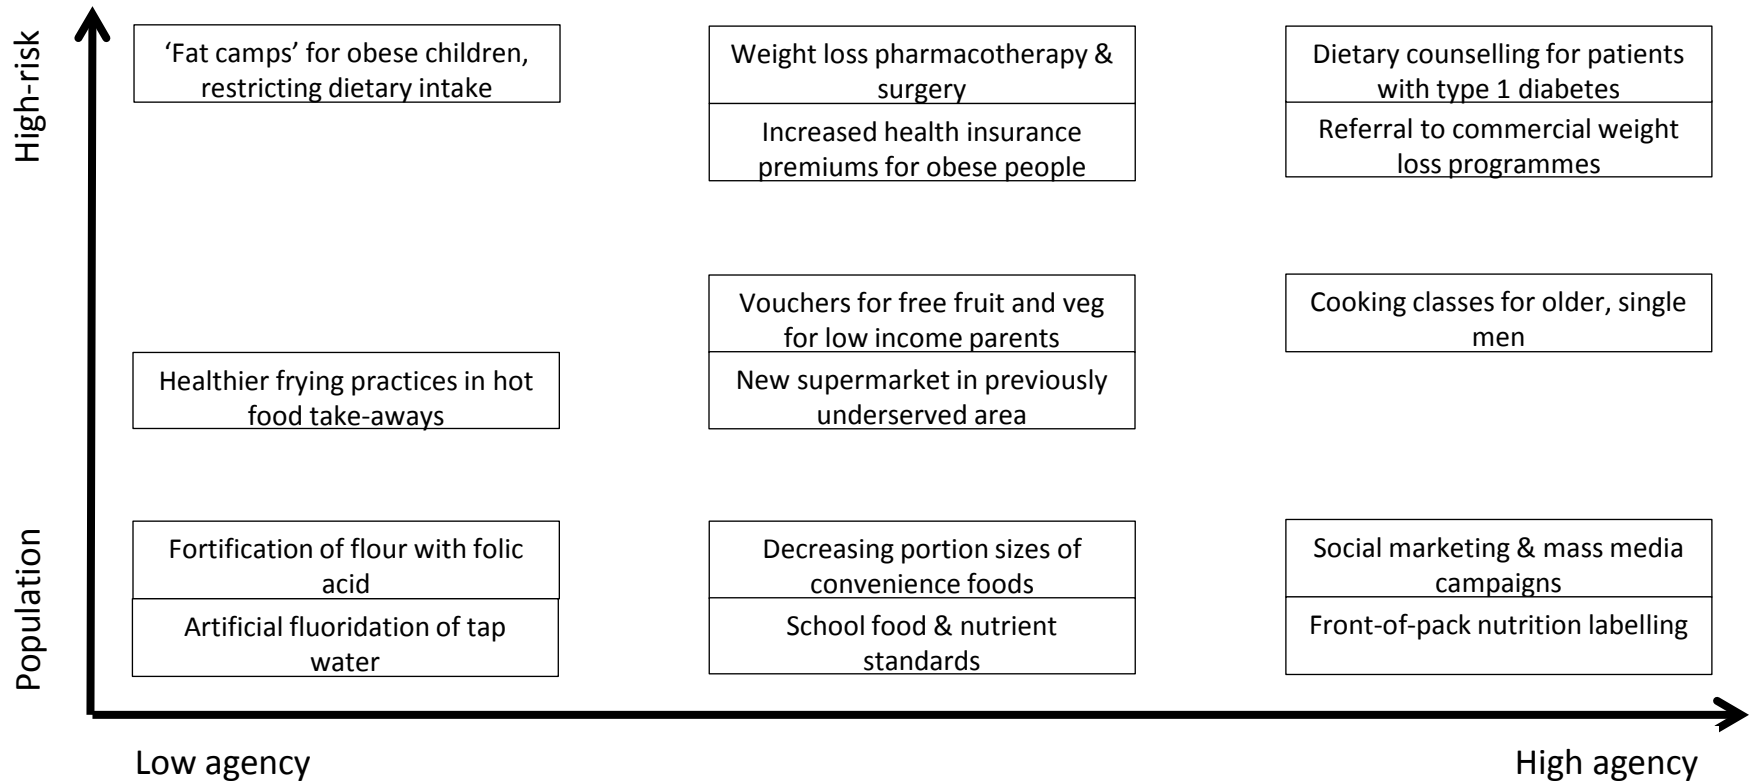 High-risk
‘Fat camps’ for obese children,
restricting dietary intake
Weight loss pharmacotherapy &
surgery
Increased health insurance
premiums for obese people
Dietary counselling for patients
with type 1 diabetes
Referral to commercial weight
loss programmes
Healthier frying practices in hot
food take-aways
Vouchers for free fruit and veg
for low income parents
New supermarket in previously
underserved area
Cooking classes for older, single
men
Population
Fortification of flour with folic
acid
Artificial fluoridation of tap
water
Decreasing portion sizes of
convenience foods
School food & nutrient
standards
Social marketing & mass media
campaigns
Front-of-pack nutrition labelling
Low agency
High agency